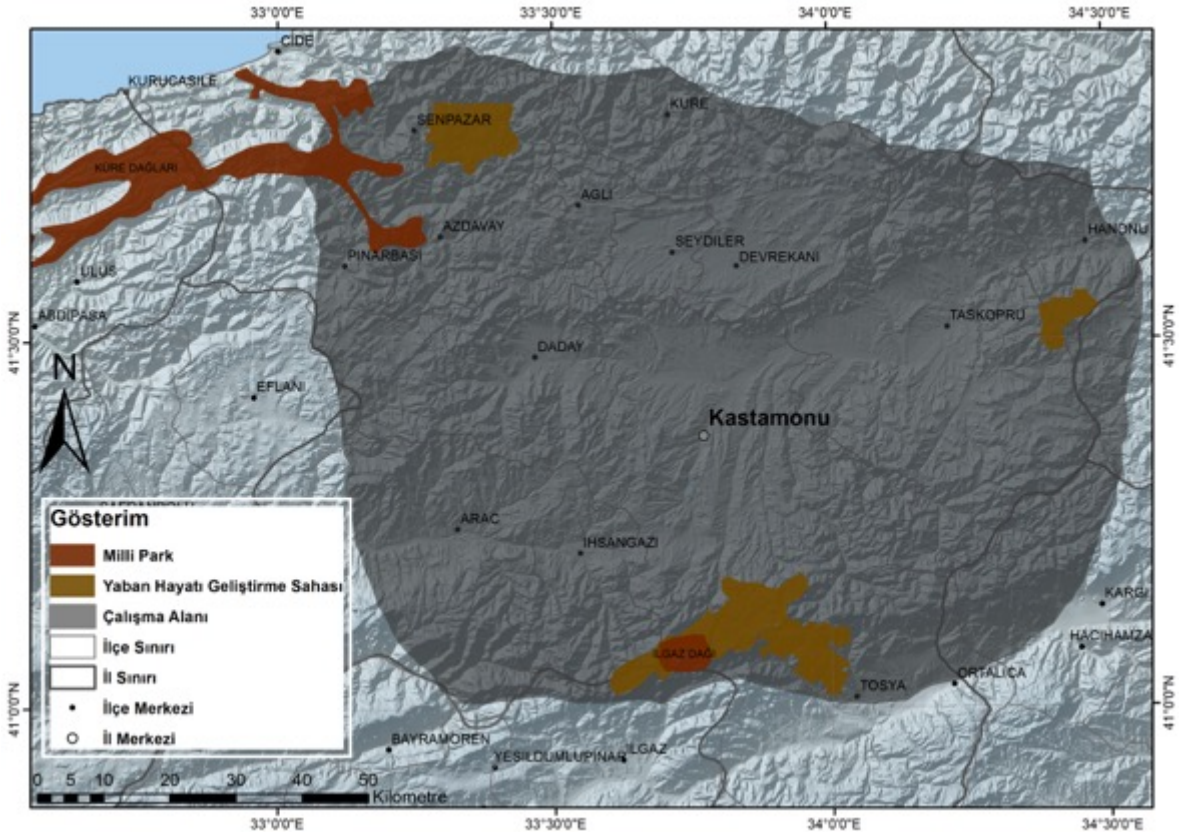 33°0'0"E 33°30'0"E 34°0'0"E 34°30'0"E
CİDE
KURUCASILE
KURE
SENPAZAR
KÜRE DAĞLARI
AGLI
AZDAVAY
HANONU
SEYDILER
PINARBASI
DEVREKANI
ULUS
ABDIPASA
TASKOPRU
41°30'0"N
41°30'0"N
DADAY
N
EFLANI
Kastamonu
Gösterim
Milli Park
Yaban Hayatı Geliştirme Sahası
Çalışma Alanı
İlçe Sınırı
İl Sınırı
İlçe Merkezi
İl Merkezi
ARAC
IHSANGAZI
KARGI
HACIHAMZA
ILGAZ DAĞI
TOSYA
ORTALICA
41°0'0"N
41°0'0"N
BAYRAMOREN
YESILDUMLUPINAR
ILGAZ
0 5 10 20 30 40 50
Kilometre
33°0'0"E 33°30'0"E 34°0'0"E 34°30'0"E